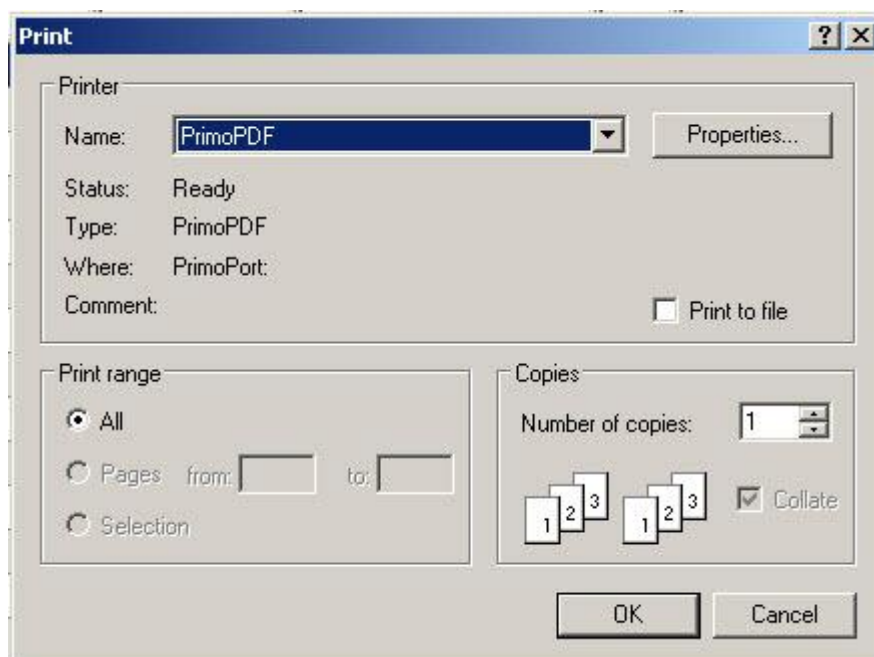 Print
Printer
Name: PrimoPDF Properties...
Status: Ready
Type: PrimoPDF
Where: PrimoPort:
Comment: Print to file
Print range
All
Pages from: to:
Selection
Copies
Number of copies: 1
1 2 3 1 2 3 Collate
OK Cancel